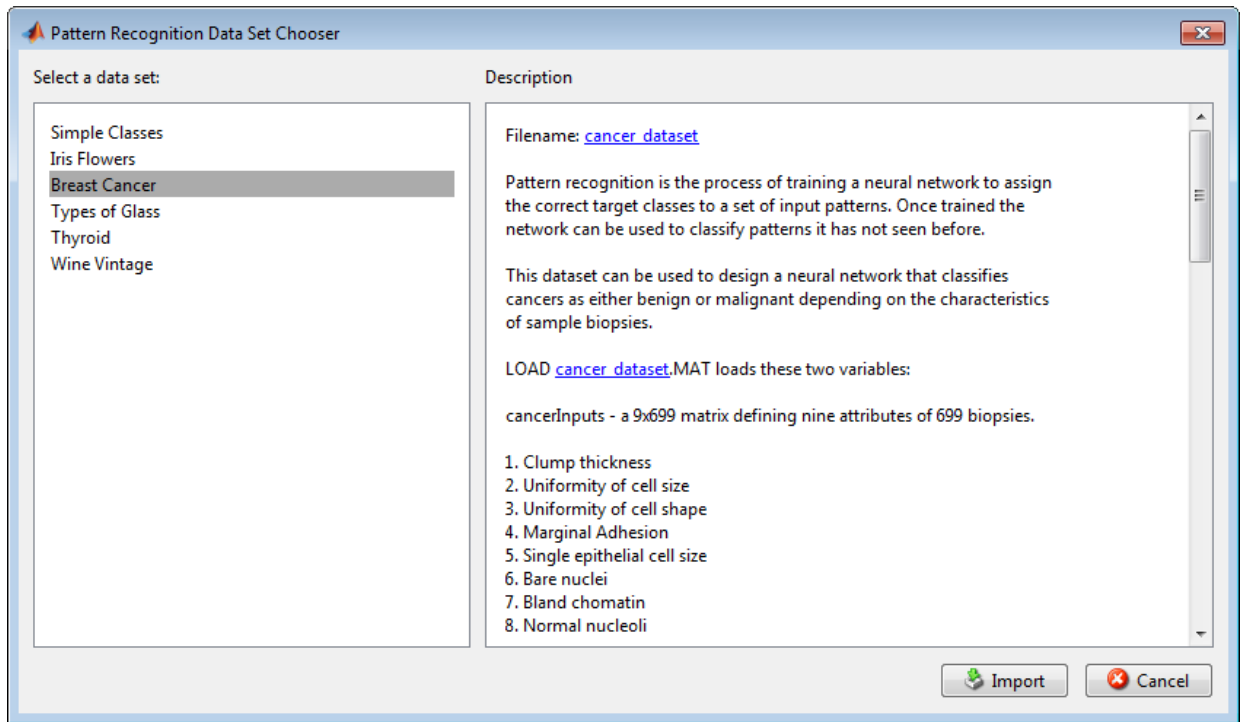 Pattern Recognition Data Set Chooser
Select a data set:
Simple Classes
Iris Flowers
Breast Cancer
Types of Glass
Thyroid
Wine Vintage
Description
Filename: cancer_dataset
Pattern recognition is the process of training a neural network to assign
the correct target classes to a set of input patterns. Once trained the
network can be used to classify patterns it has not seen before.
This dataset can be used to design a neural network that classifies
cancers as either benign or malignant depending on the characteristics
of sample biopsies.
LOAD cancer_dataset.MAT loads these two variables:
cancerInputs - a 9x699 matrix defining nine attributes of 699 biopsies.
1. Clump thickness
2. Uniformity of cell size
3. Uniformity of cell shape
4. Marginal Adhesion
5. Single epithelial cell size
6. Bare nuclei
7. Bland chomatin
8. Normal nucleoli
Import
Cancel